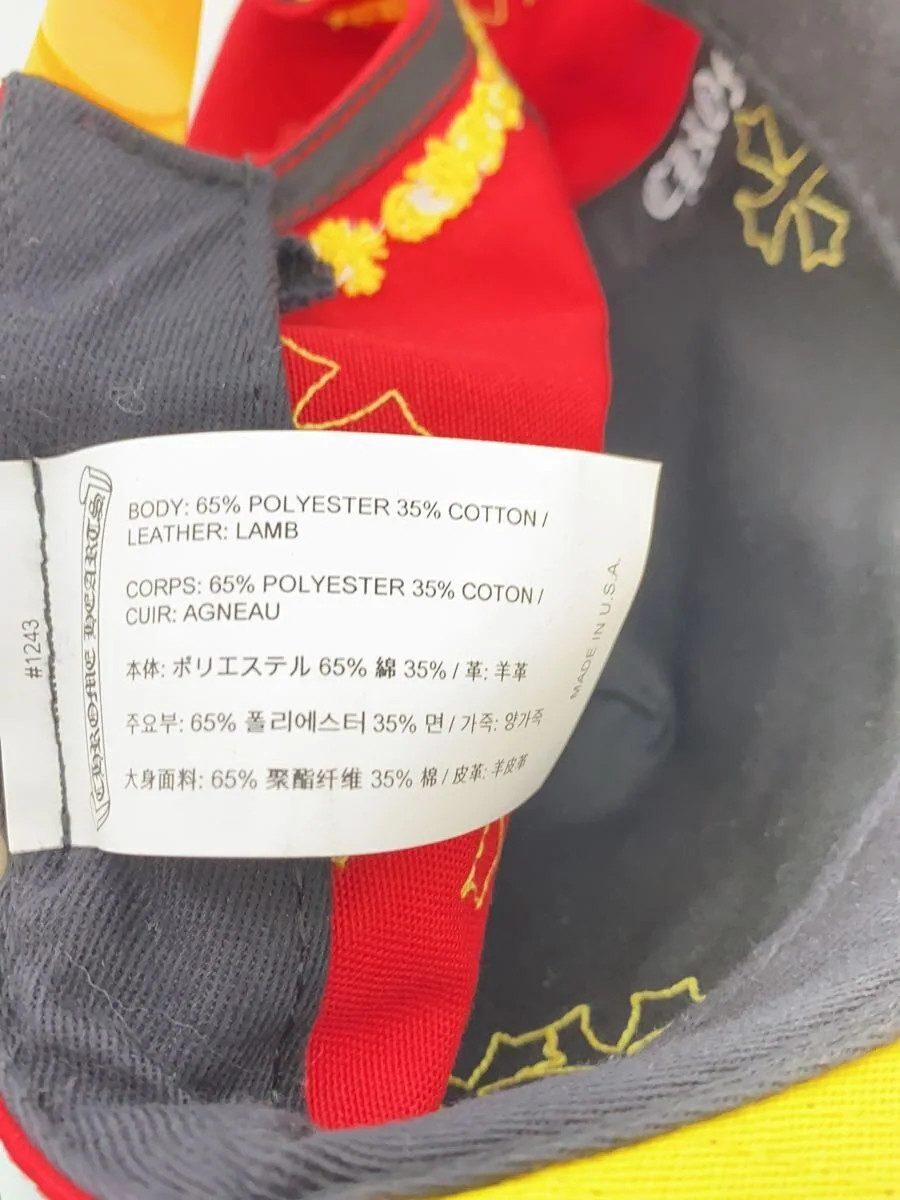 BODY: 65% POLYESTER 35% COTTON /
LEATHER: LAMB
CORPS: 65% POLYESTER 35% COTON /
CUIR: AGNEAU
本体: ポリエステル 65% 綿 35% / 革: 羊革
주요부: 65% 폴리에스터 35% 면 / 가죽: 양가죽
大身面料: 65% 聚酯纤维 35% 棉 / 皮革: 羊皮革
MADE IN U.S.A.
CHROME HEARTS
#1243